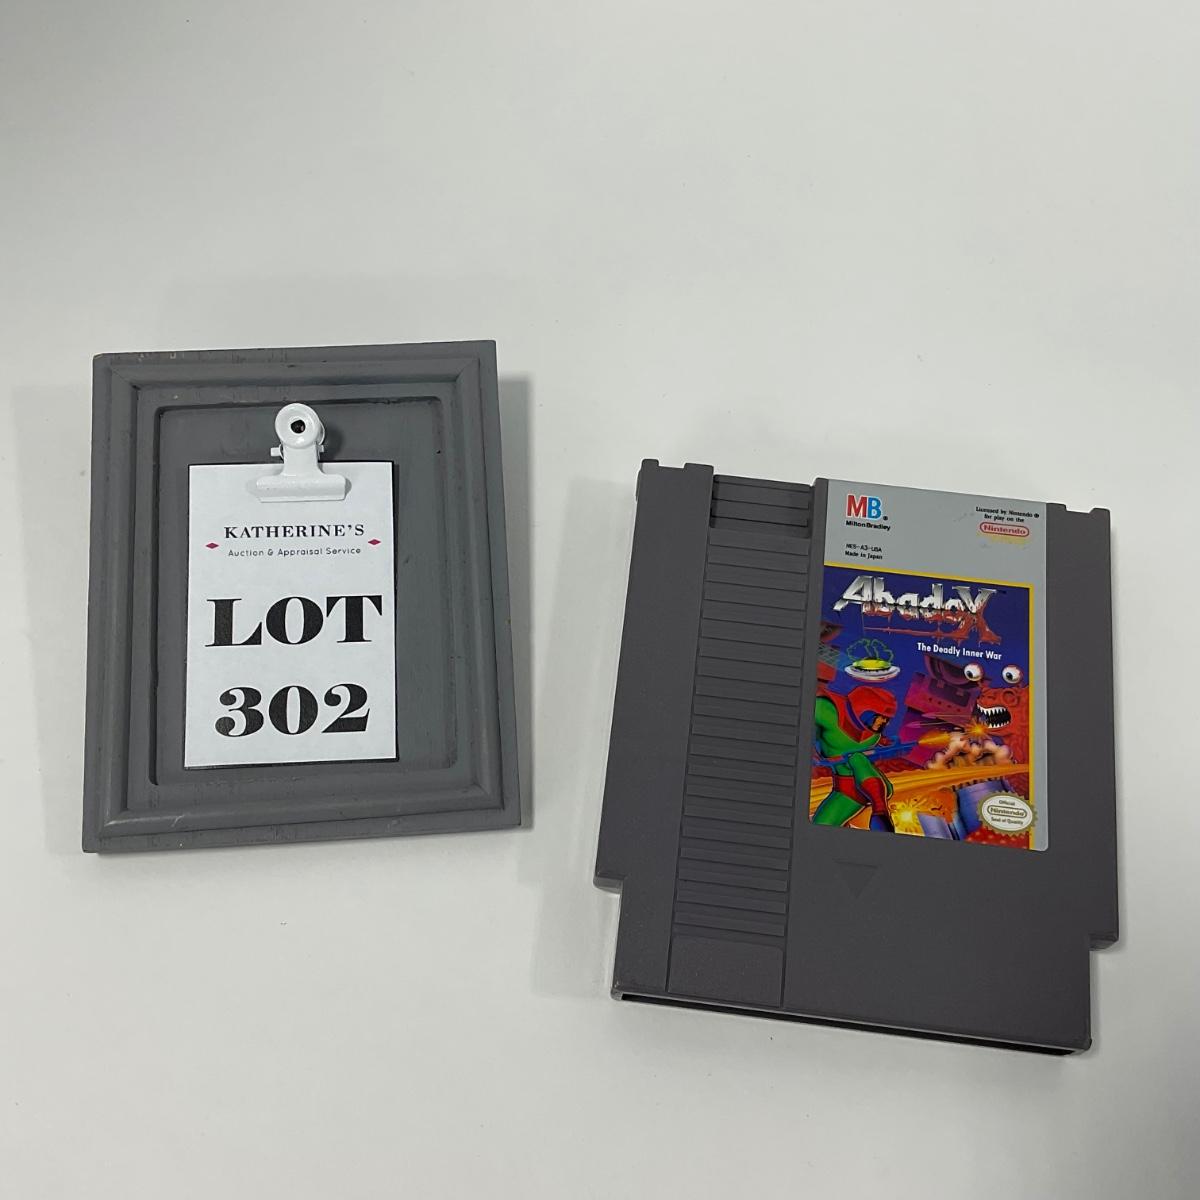 KATHERINE'S
Auction & Appraisal Service
LOT
302
MB®
Milton Bradley
Licensed by Nintendo ®
for play on the
Nintendo
NES-A3-USA
Made in Japan
Abadox™
The Deadly Inner War
Official
Nintendo
Seal of Quality